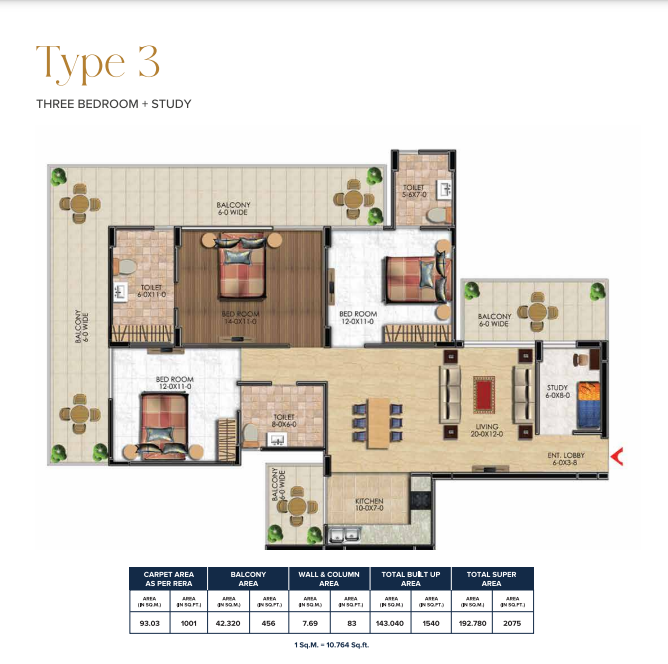 Type 3
THREE BEDROOM + STUDY
TOILET
5-6X7-0
BALCONY
6-0 WIDE
TOILET
6-0X11-0
BED ROOM
14-0X11-0
BED ROOM
12-0X11-0
BALCONY
6-0 WIDE
BALCONY
6-0 WIDE
BED ROOM
12-0X11-0
STUDY
6-0X8-0
TOILET
8-0X6-0
LIVING
20-0X12-0
ENT. LOBBY
6-0X3-8
BALCONY
6-0 WIDE
KITCHEN
10-0X7-0
CARPET AREA AS PER RERA
BALCONY AREA
WALL & COLUMN AREA
TOTAL BUILT UP AREA
TOTAL SUPER AREA
AREA (IN SQ.M.) AREA (IN SQ.FT.) AREA (IN SQ.M.) AREA (IN SQ.FT.) AREA (IN SQ.M.) AREA (IN SQ.FT.) AREA (IN SQ.M.) AREA (IN SQ.FT.) AREA (IN SQ.M.) AREA (IN SQ.FT.)
93.03 1001 42.320 456 7.69 83 143.040 1540 192.780 2075
1 Sq.M. = 10.764 Sq.ft.